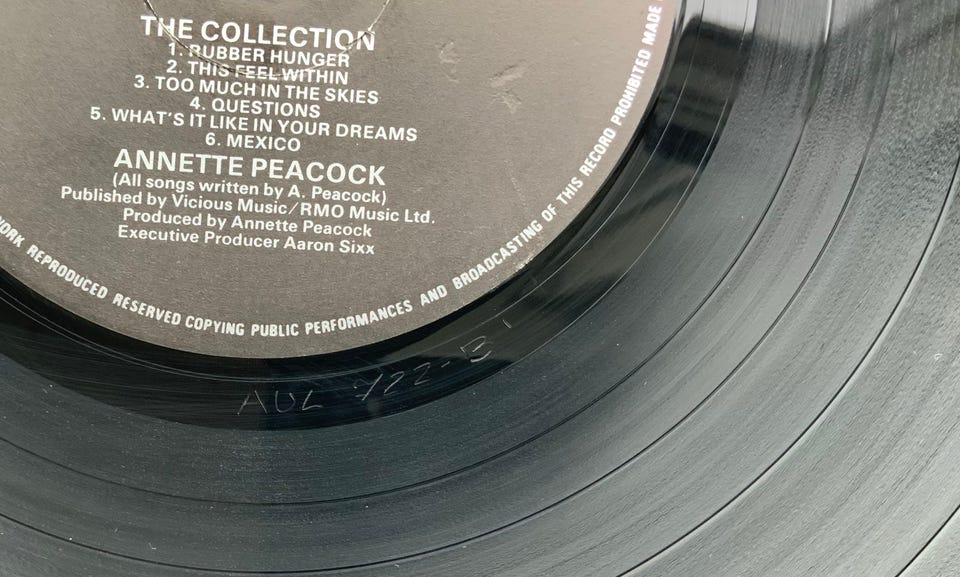 THE COLLECTION
1. RUBBER HUNGER
2. THIS FEEL WITHIN
3. TOO MUCH IN THE SKIES
4. QUESTIONS
5. WHAT'S IT LIKE IN YOUR DREAMS
6. MEXICO
ANNETTE PEACOCK
(All songs written by A. Peacock)
Published by Vicious Music/RMO Music Ltd.
Produced by Annette Peacock
Executive Producer Aaron Sixx
REPRODUCED RESERVED COPYING PUBLIC PERFORMANCES AND BROADCASTING OF THIS RECORD PROHIBITED MADE
AUL 722-B